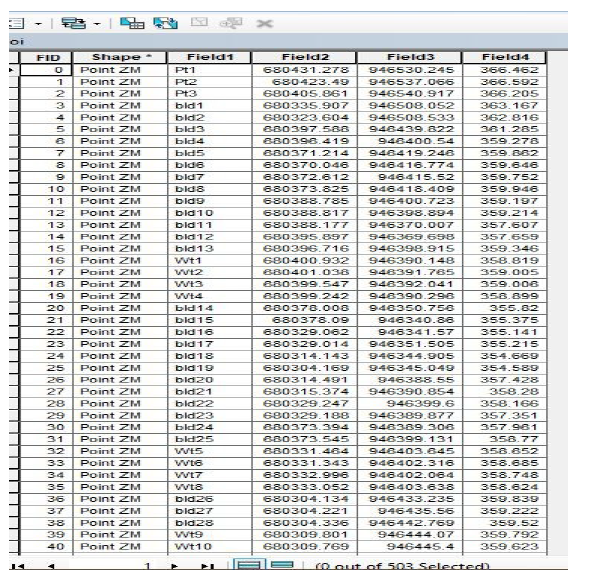 oi
FID Shape * Field1 Field2 Field3 Field4
0 Point ZM Pt1 680431.278 946530.245 366.462
1 Point ZM Pt2 680423.49 946537.066 366.592
2 Point ZM Pt3 680405.861 946540.917 366.205
3 Point ZM bld1 680335.907 946508.052 363.167
4 Point ZM bld2 680323.604 946508.533 362.816
5 Point ZM bld3 680397.588 946439.822 361.285
6 Point ZM bld4 680396.419 946400.54 359.278
7 Point ZM bld5 680371.214 946419.246 359.862
8 Point ZM bld6 680370.046 946416.774 359.646
9 Point ZM bld7 680372.612 946415.52 359.752
10 Point ZM bld8 680373.825 946418.409 359.946
11 Point ZM bld9 680388.785 946400.723 359.197
12 Point ZM bld10 680388.817 946398.894 359.214
13 Point ZM bld11 680388.177 946370.007 357.607
14 Point ZM bld12 680395.897 946369.698 357.659
15 Point ZM bld13 680396.716 946398.915 359.346
16 Point ZM Wt1 680400.932 946390.148 358.819
17 Point ZM Wt2 680401.038 946391.765 359.005
18 Point ZM Wt3 680399.547 946392.041 359.006
19 Point ZM Wt4 680399.242 946390.296 358.899
20 Point ZM bld14 680378.008 946350.756 355.82
21 Point ZM bld15 680378.09 946340.86 355.375
22 Point ZM bld16 680329.062 946341.57 355.141
23 Point ZM bld17 680329.014 946351.505 355.215
24 Point ZM bld18 680314.143 946344.905 354.669
25 Point ZM bld19 680304.169 946345.049 354.589
26 Point ZM bld20 680314.491 946388.55 357.428
27 Point ZM bld21 680315.374 946390.854 358.28
28 Point ZM bld22 680329.247 946399.6 358.166
29 Point ZM bld23 680329.188 946389.877 357.351
30 Point ZM bld24 680373.394 946389.306 357.961
31 Point ZM bld25 680373.545 946399.131 358.77
32 Point ZM Wt5 680331.464 946403.645 358.652
33 Point ZM Wt6 680331.343 946402.316 358.685
34 Point ZM Wt7 680332.996 946402.064 358.748
35 Point ZM Wt8 680333.052 946403.638 358.624
36 Point ZM bld26 680304.134 946433.235 359.839
37 Point ZM bld27 680304.221 946435.56 359.222
38 Point ZM bld28 680304.336 946442.769 359.52
39 Point ZM Wt9 680309.801 946444.07 359.792
40 Point ZM Wt10 680309.769 946445.4 359.623
1 (0 out of 503 Selected)